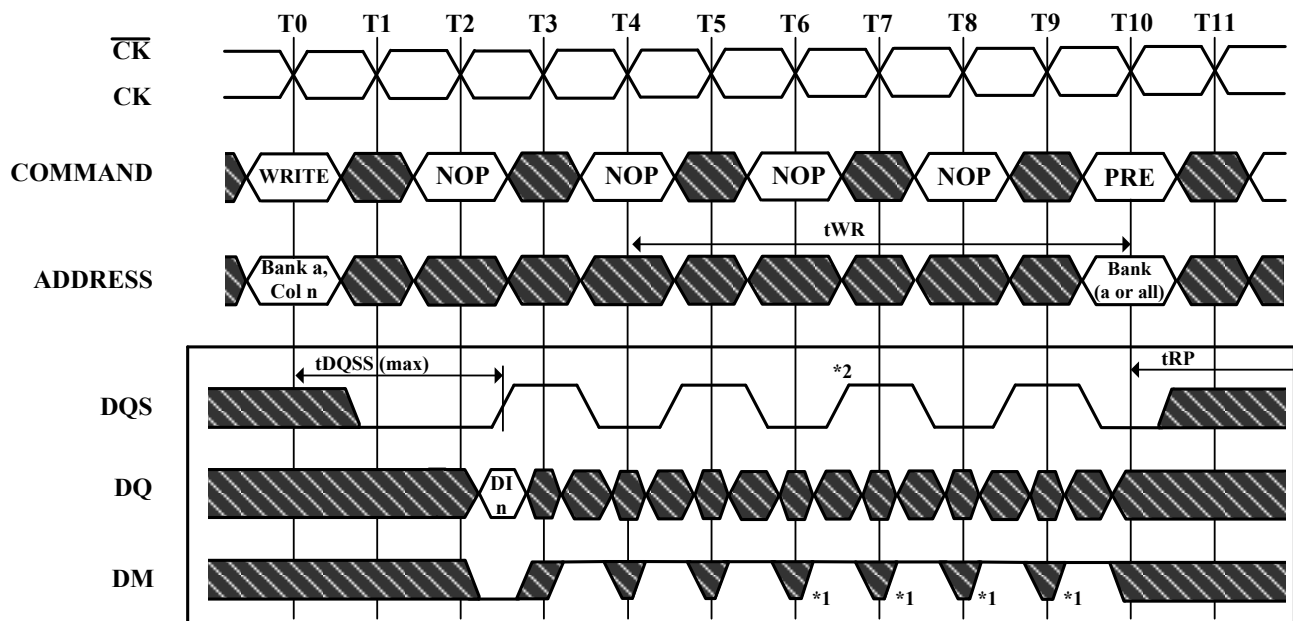 T0 T1 T2 T3 T4 T5 T6 T7 T8 T9 T10 T11
CK
CK
COMMAND
WRITE NOP NOP NOP NOP PRE
tWR
ADDRESS
Bank a,
Col n
Bank
(a or all)
tDQSS (max)
*2
tRP
DQS
DQ
DI
n
DM
*1 *1 *1 *1